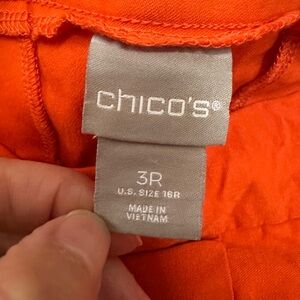 chico's®
3R
U.S. SIZE 16R
MADE IN
VIETNAM